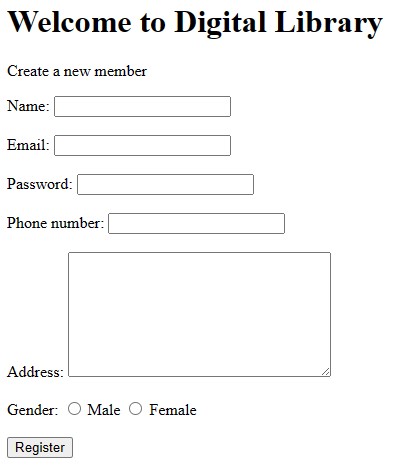 Welcome to Digital Library
Create a new member
Name:
Email:
Password:
Phone number:
Address:
Gender: Male Female
Register